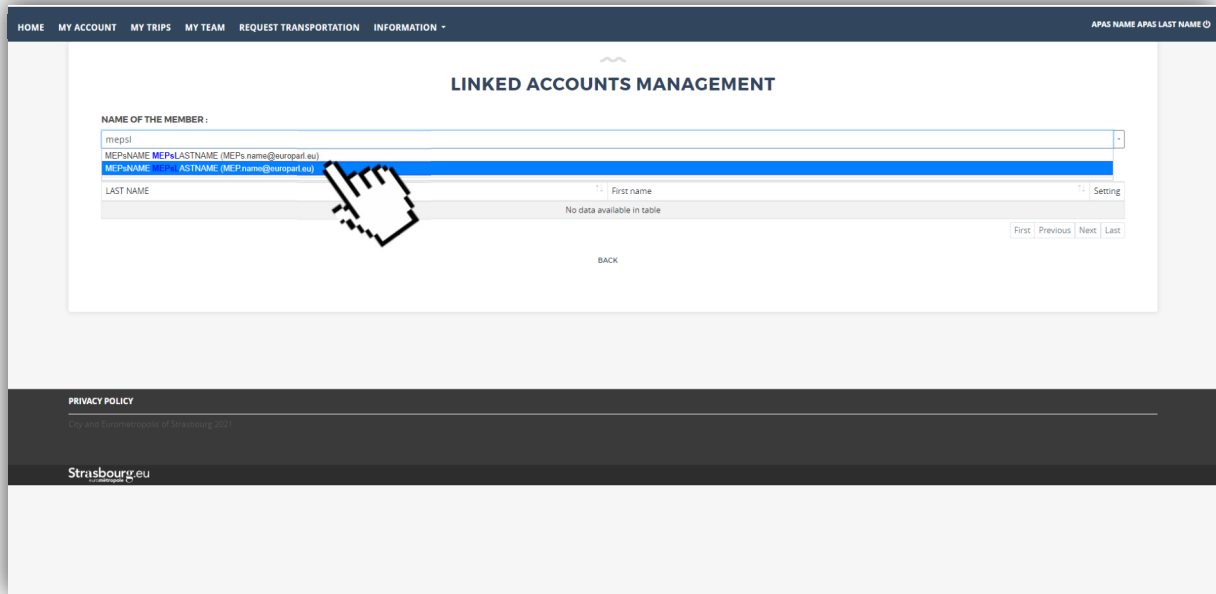 HOME MY ACCOUNT MY TRIPS MY TEAM REQUEST TRANSPORTATION INFORMATION APAS NAME APAS LAST NAME
LINKED ACCOUNTS MANAGEMENT
NAME OF THE MEMBER :
mepsl
MEPsNAME MEPsLASTNAME (MEPs.name@europarl.eu)
MEPsNAME MEPsLASTNAME (MEP.name@europarl.eu)
LAST NAME First name Setting
No data available in table
First Previous Next Last
BACK
PRIVACY POLICY
City and Eurometropolis of Strasbourg 2021
Strasbourg.eu
eurométropole